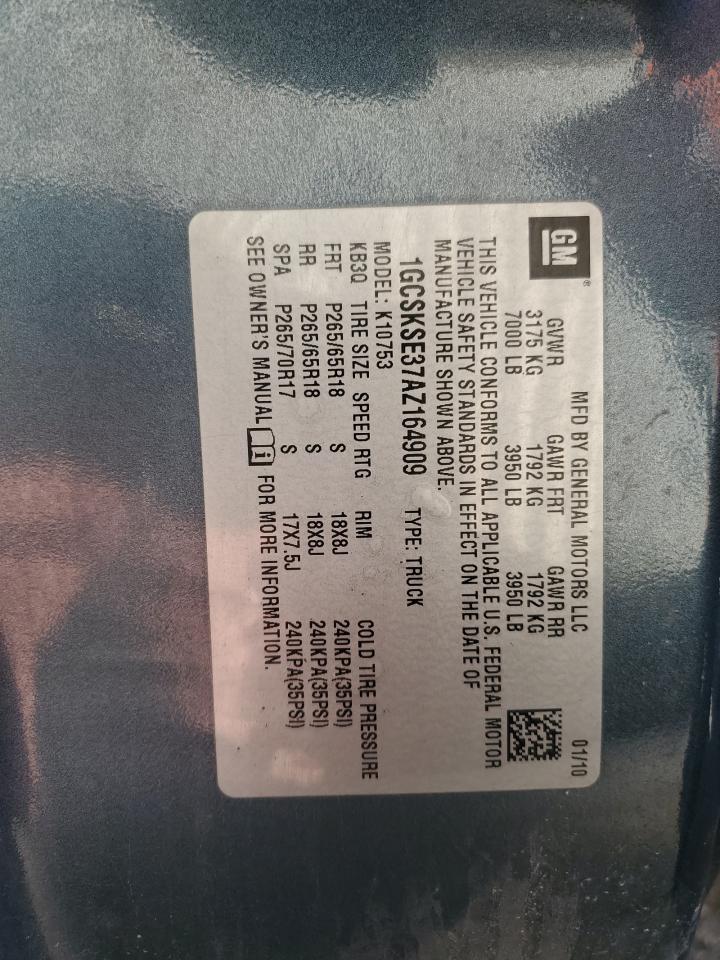 GM®
MFD BY GENERAL MOTORS LLC 01/10
GVWR GAWR FRT GAWR RR
3175 KG 1792 KG 1792 KG
7000 LB 3950 LB 3950 LB
THIS VEHICLE CONFORMS TO ALL APPLICABLE U.S. FEDERAL MOTOR
VEHICLE SAFETY STANDARDS IN EFFECT ON THE DATE OF
MANUFACTURE SHOWN ABOVE.
1GCSKSE37AZ164909 TYPE: TRUCK
MODEL: K10753
KB3Q TIRE SIZE SPEED RTG RIM COLD TIRE PRESSURE
FRT P265/65R18 S 18X8J 240KPA(35PSI)
RR P265/65R18 S 18X8J 240KPA(35PSI)
SPA P265/70R17 S 17X7.5J 240KPA(35PSI)
SEE OWNER'S MANUAL i FOR MORE INFORMATION.